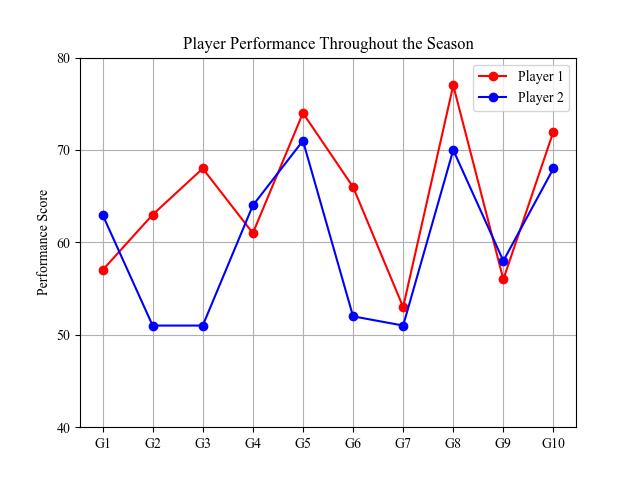 Player Performance Throughout the Season
Player 1
Player 2
Performance Score
80
70
60
50
40
G1 G2 G3 G4 G5 G6 G7 G8 G9 G10